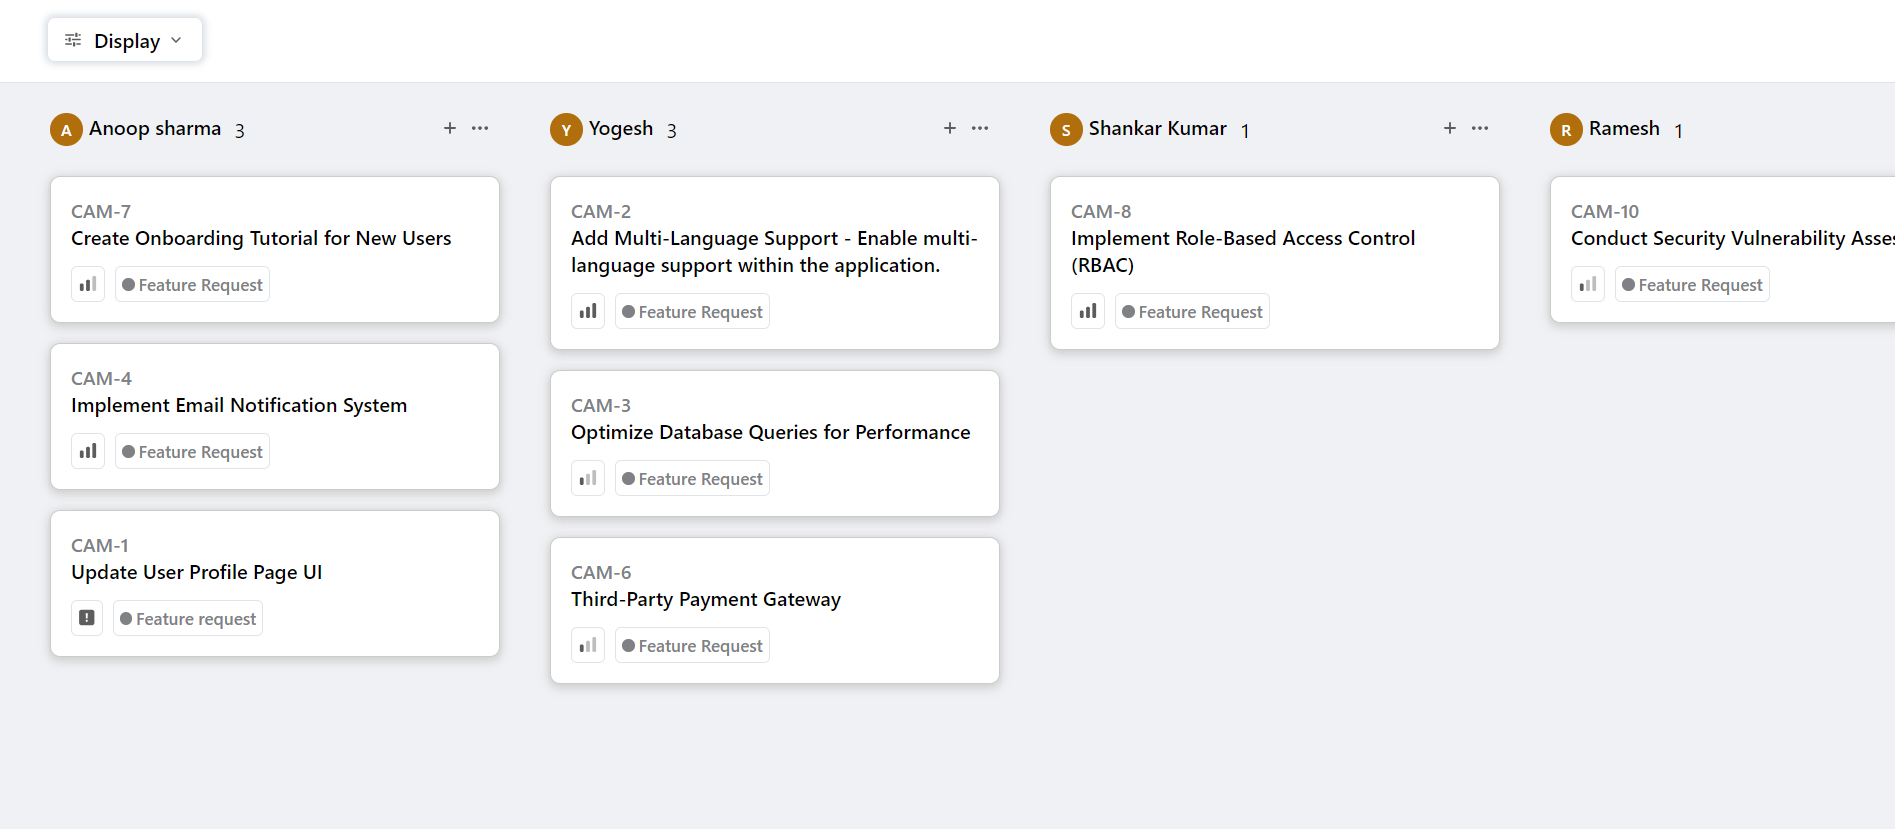 Display
A Anoop sharma 3
CAM-7
Create Onboarding Tutorial for New Users
Feature Request
CAM-4
Implement Email Notification System
Feature Request
CAM-1
Update User Profile Page UI
Feature request
Y Yogesh 3
CAM-2
Add Multi-Language Support - Enable multi-
language support within the application.
Feature Request
CAM-3
Optimize Database Queries for Performance
Feature Request
CAM-6
Third-Party Payment Gateway
Feature Request
S Shankar Kumar 1
CAM-8
Implement Role-Based Access Control
(RBAC)
Feature Request
R Ramesh 1
CAM-10
Conduct Security Vulnerability
Feature Request